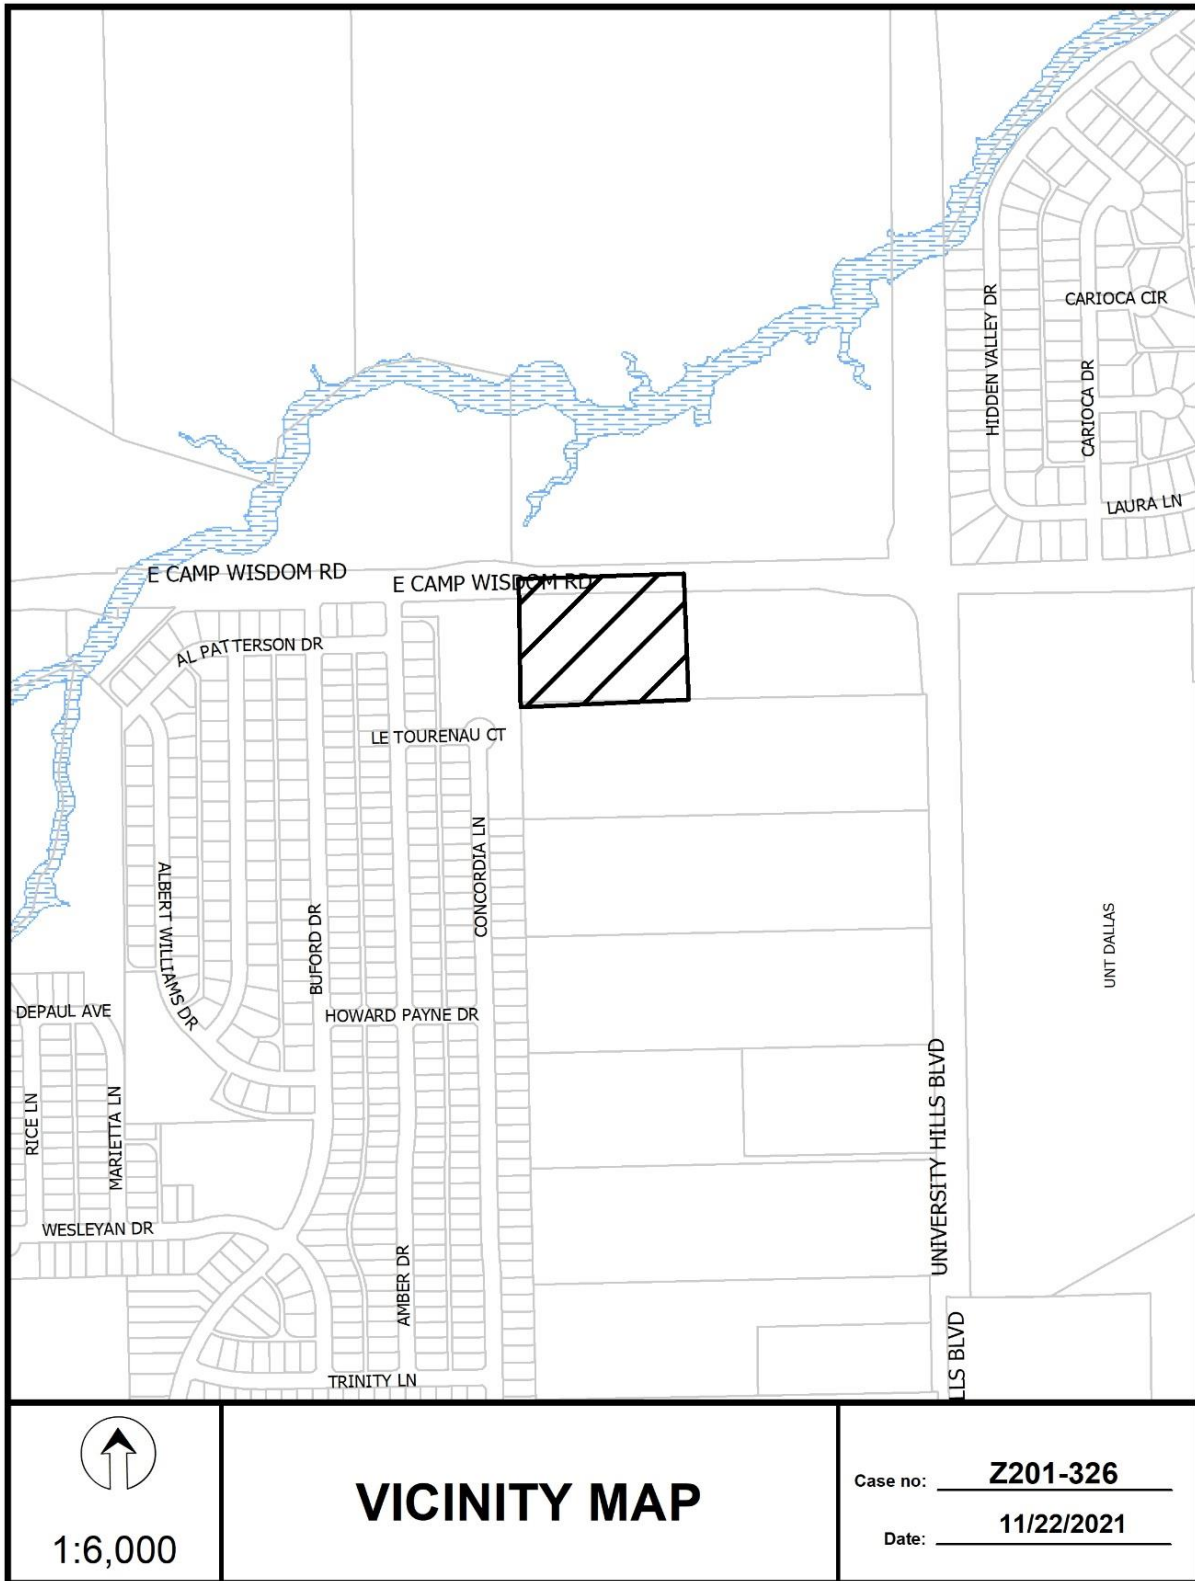 CARIOCA CIR
HIDDEN VALLEY DR
CARIOCA DR
LAURA LN
E CAMP WISDOM RD
E CAMP WISDOM RD
AL PATTERSON DR
LE TOURENAU CT
CONCORDIA LN
ALBERT WILLIAMS DR
BUFORD DR
UNT DALLAS
DEPAUL AVE
HOWARD PAYNE DR
UNIVERSITY HILLS BLVD
RICE LN
MARIETTA LN
WESLEYAN DR
AMBER DR
LLS BLVD
TRINITY LN
1:6,000
VICINITY MAP
Case no: Z201-326
Date: 11/22/2021